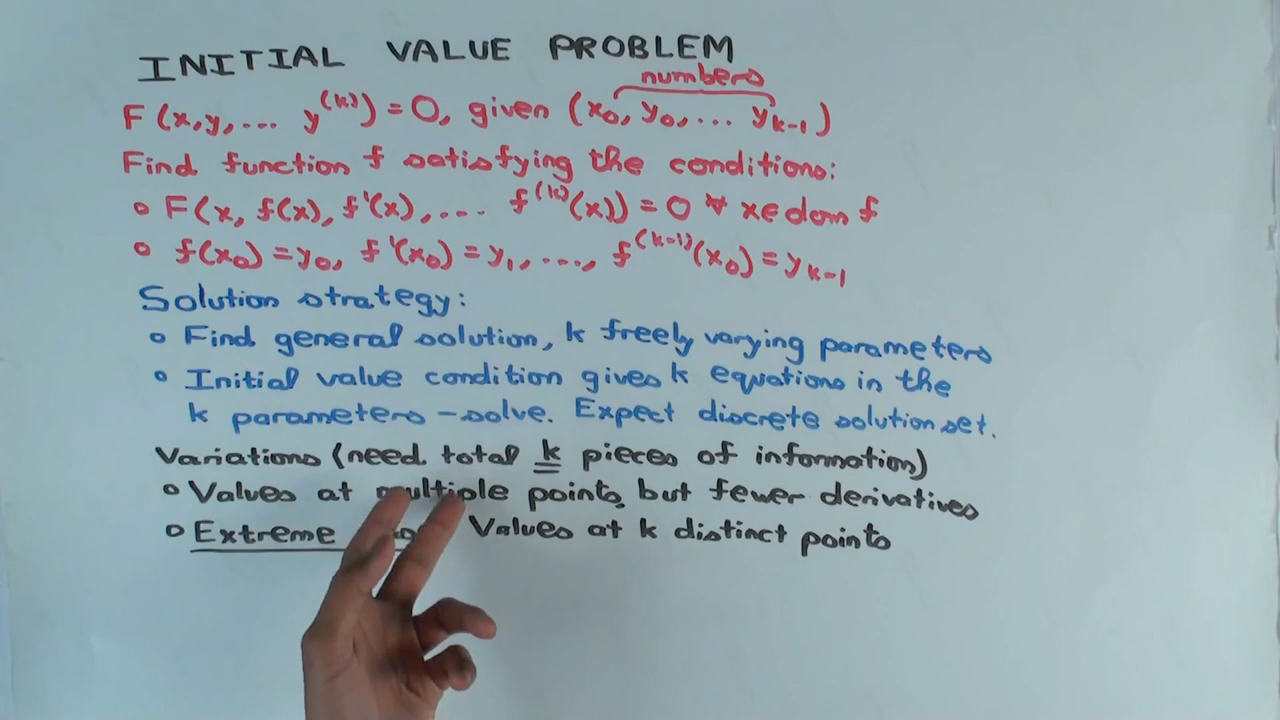 INITIAL VALUE PROBLEM
numbers
F(x,y,... y^(k)) = 0, given (x₀, y₀, ... yₖ₋₁)
Find function f satisfying the conditions:
∘ F(x, f(x), f'(x), .... f^(k)(x)) = 0 ∀ x∈dom f
∘ f(x₀) = y₀, f'(x₀) = y₁, ..., f^(k-1)(x₀) = yₖ₋₁
Solution strategy:
∘ Find general solution, k freely varying parameters
∘ Initial value condition gives k equations in the
k parameters - solve. Expect discrete solution set.
Variations (need total k pieces of information)
∘ Values at multiple points, but fewer derivatives
∘ Extreme Values at k distinct points